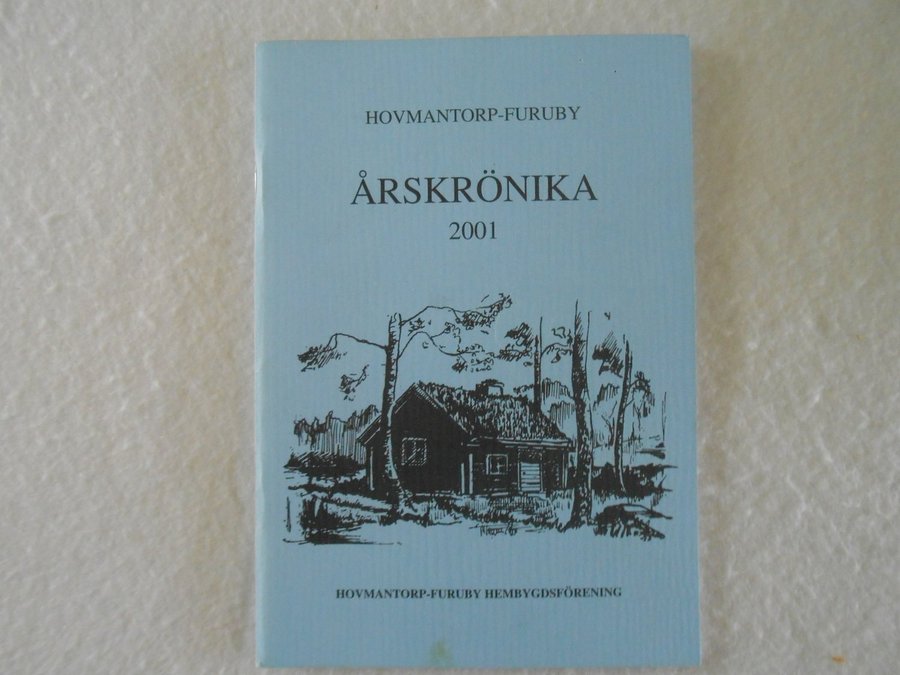 HOVMANTORP-FURUBY
ÅRSKRÖNIKA
2001
HOVMANTORP-FURUBY HEMBYGDSFÖRENING